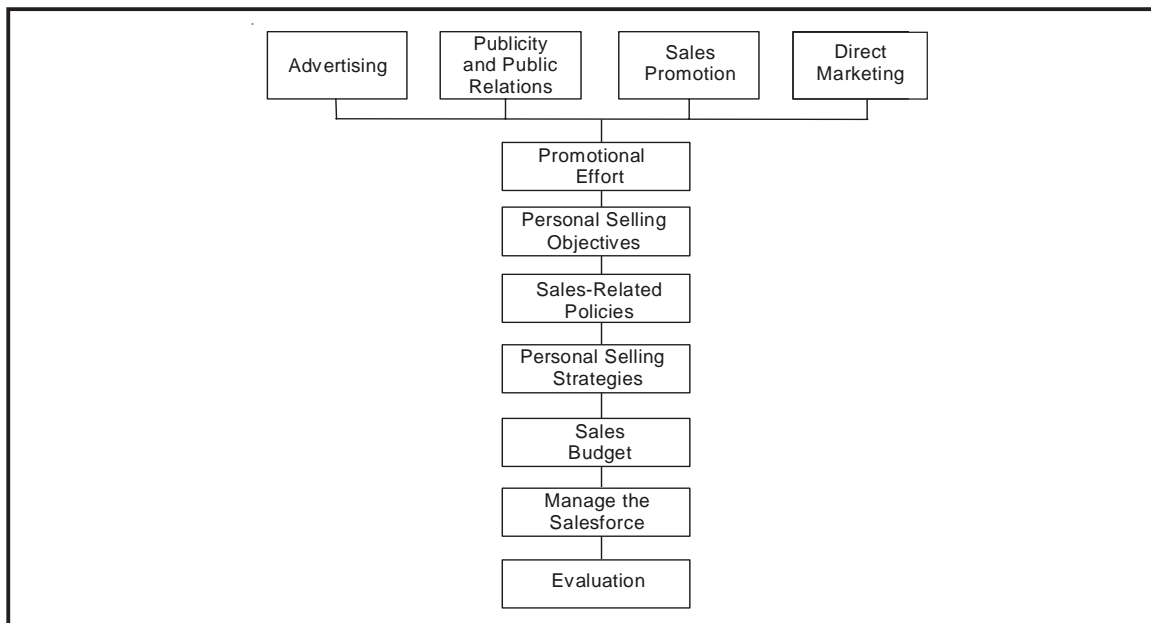 Advertising
Publicity
and Public
Relations
Sales
Promotion
Direct
Marketing
Promotional
Effort
Personal Selling
Objectives
Sales-Related
Policies
Personal Selling
Strategies
Sales
Budget
Manage the
Salesforce
Evaluation